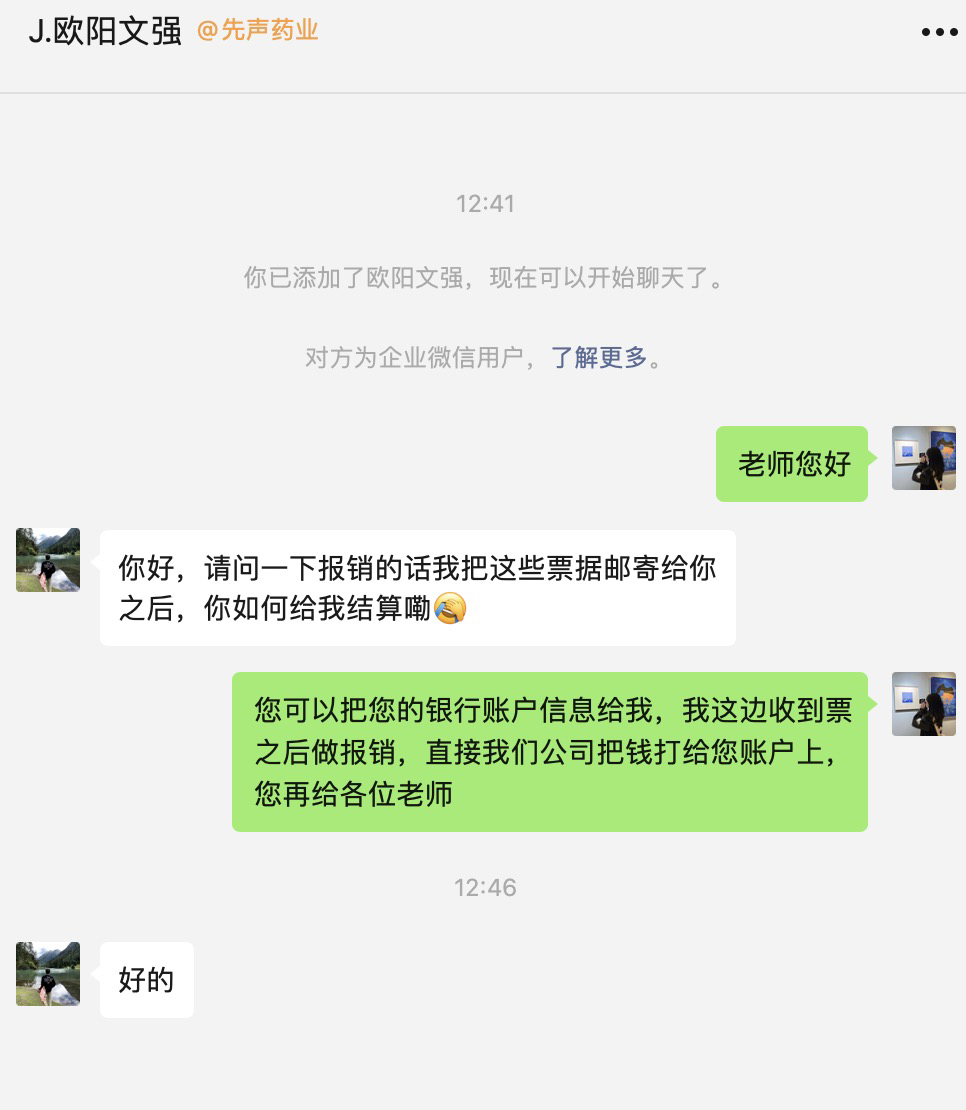 J.欧阳文强 @先声药业
12:41
你已添加了欧阳文强，现在可以开始聊天了。
对方为企业微信用户，了解更多。
老师您好
你好，请问一下报销的话我把这些票据邮寄给你
之后，你如何给我结算嘞🤣
您可以把您的银行账户信息给我，我这边收到票
之后做报销，直接我们公司把钱打给您账户上，
您再给各位老师
12:46
好的